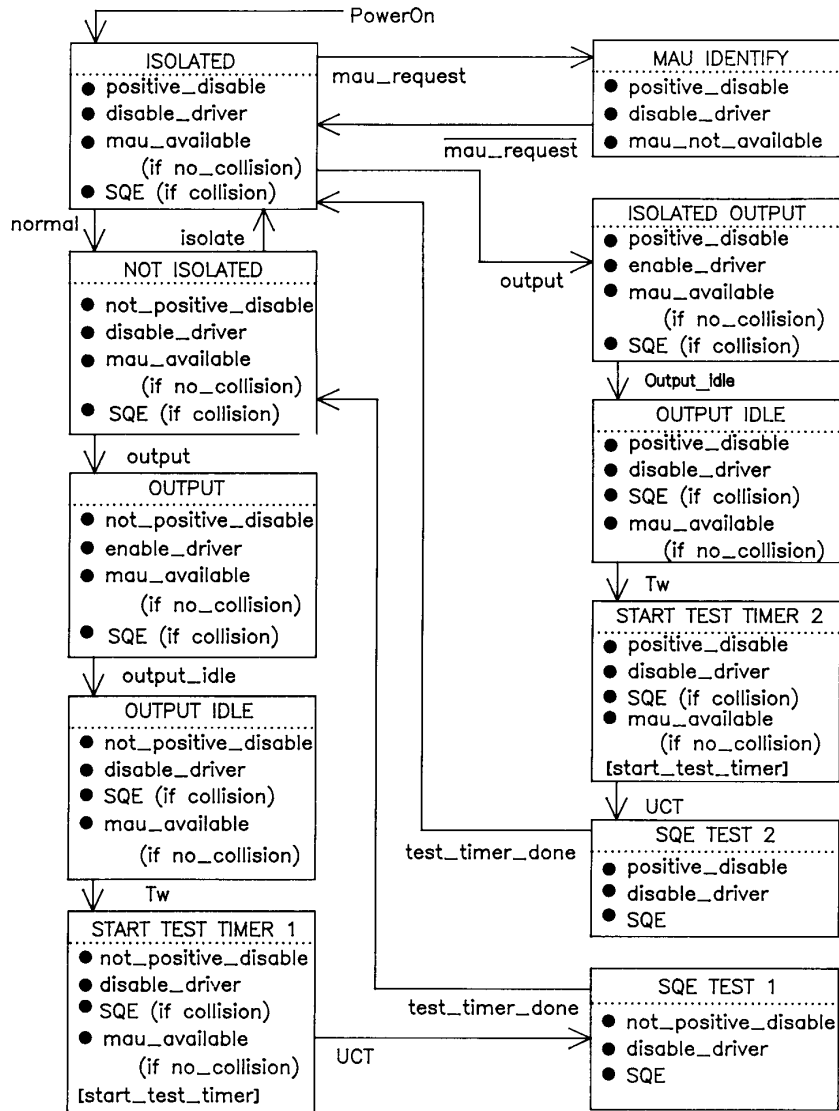 PowerOn
ISOLATED
● positive_disable
● disable_driver
● mau_available
(if no_collision)
● SQE (if collision)
mau_request
MAU IDENTIFY
● positive_disable
● disable_driver
● mau_not_available
mau_request
normal
isolate
output
ISOLATED OUTPUT
● positive_disable
● enable_driver
● mau_available
(if no_collision)
● SQE (if collision)
NOT ISOLATED
● not_positive_disable
● disable_driver
● mau_available
(if no_collision)
● SQE (if collision)
Output_idle
OUTPUT IDLE
● positive_disable
● disable_driver
● SQE (if collision)
● mau_available
(if no_collision)
output
OUTPUT
● not_positive_disable
● enable_driver
● mau_available
(if no_collision)
● SQE (if collision)
Tw
START TEST TIMER 2
● positive_disable
● disable_driver
● SQE (if collision)
● mau_available
(if no_collision)
[start_test_timer]
output_idle
OUTPUT IDLE
● not_positive_disable
● disable_driver
● SQE (if collision)
● mau_available
(if no_collision)
UCT
test_timer_done
SQE TEST 2
● positive_disable
● disable_driver
● SQE
Tw
START TEST TIMER 1
● not_positive_disable
● disable_driver
● SQE (if collision)
● mau_available
(if no_collision)
[start_test_timer]
test_timer_done
UCT
SQE TEST 1
● not_positive_disable
● disable_driver
● SQE